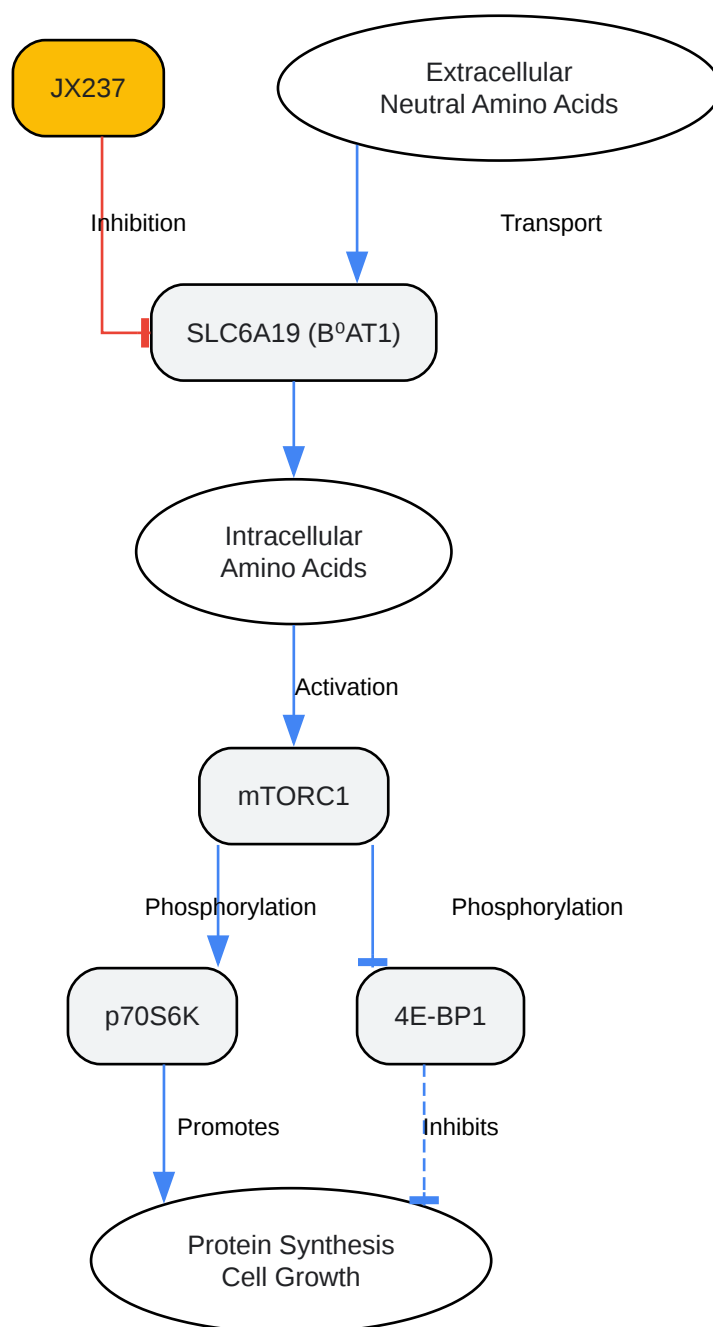 JX237
Extracellular
Neutral Amino Acids
Inhibition
Transport
SLC6A19 (B⁰AT1)
Intracellular
Amino Acids
Activation
mTORC1
Phosphorylation
Phosphorylation
p70S6K
4E-BP1
Promotes
Inhibits
Protein Synthesis
Cell Growth